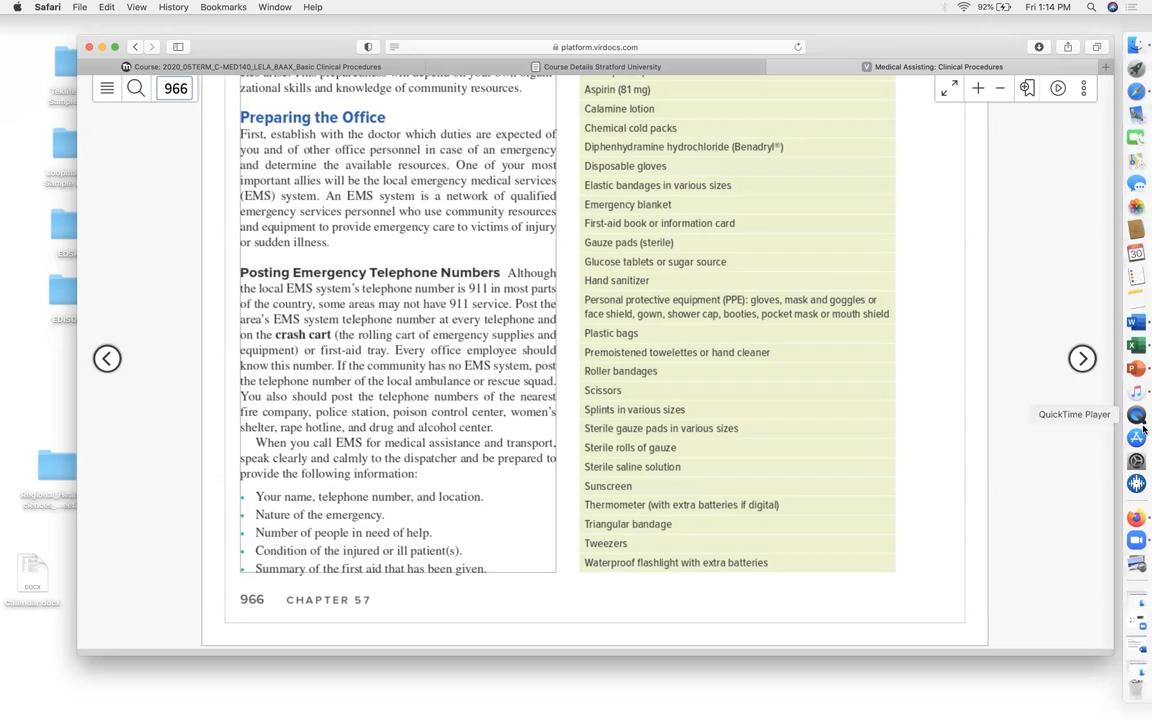 Safari File Edit View History Bookmarks Window Help
92% Fri 1:14 PM
platform.virdocs.com
Course: 2020_05TERM_C-MED140_LELA_8AAX_Basic Clinical Procedures
Course Details Stratford University
Medical Assisting: Clinical Procedures
966
zational skills and knowledge of community resources.
Preparing the Office
First, establish with the doctor which duties are expected of
you and of other office personnel in case of an emergency
and determine the available resources. One of your most
important allies will be the local emergency medical services
(EMS) system. An EMS system is a network of qualified
emergency services personnel who use community resources
and equipment to provide emergency care to victims of injury
or sudden illness.
Posting Emergency Telephone Numbers Although
the local EMS system's telephone number is 911 in most parts
of the country, some areas may not have 911 service. Post the
area's EMS system telephone number at every telephone and
on the crash cart (the rolling cart of emergency supplies and
equipment) or first-aid tray. Every office employee should
know this number. If the community has no EMS system, post
the telephone number of the local ambulance or rescue squad.
You also should post the telephone numbers of the nearest
fire company, police station, poison control center, women's
shelter, rape hotline, and drug and alcohol center.
When you call EMS for medical assistance and transport,
speak clearly and calmly to the dispatcher and be prepared to
provide the following information:
• Your name, telephone number, and location.
• Nature of the emergency.
• Number of people in need of help.
• Condition of the injured or ill patient(s).
• Summary of the first aid that has been given.
966 CHAPTER 57
Aspirin (81 mg)
Calamine lotion
Chemical cold packs
Diphenhydramine hydrochloride (Benadryl®)
Disposable gloves
Elastic bandages in various sizes
Emergency blanket
First-aid book or information card
Gauze pads (sterile)
Glucose tablets or sugar source
Hand sanitizer
Personal protective equipment (PPE): gloves, mask and goggles or
face shield, gown, shower cap, booties, pocket mask or mouth shield
Plastic bags
Premoistened towelettes or hand cleaner
Roller bandages
Scissors
Splints in various sizes
Sterile gauze pads in various sizes
Sterile rolls of gauze
Sterile saline solution
Sunscreen
Thermometer (with extra batteries if digital)
Triangular bandage
Tweezers
Waterproof flashlight with extra batteries
QuickTime Player
30
DOCX
Calendar.docx